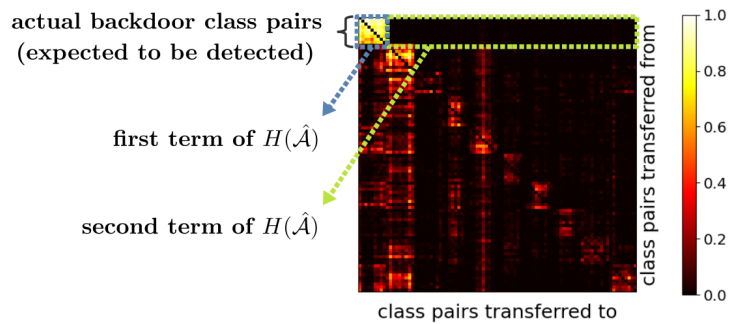 actual backdoor class pairs
(expected to be detected)
first term of H(Â)
second term of H(Â)
class pairs transferred from
class pairs transferred to
1.0
0.8
0.6
0.4
0.2
0.0